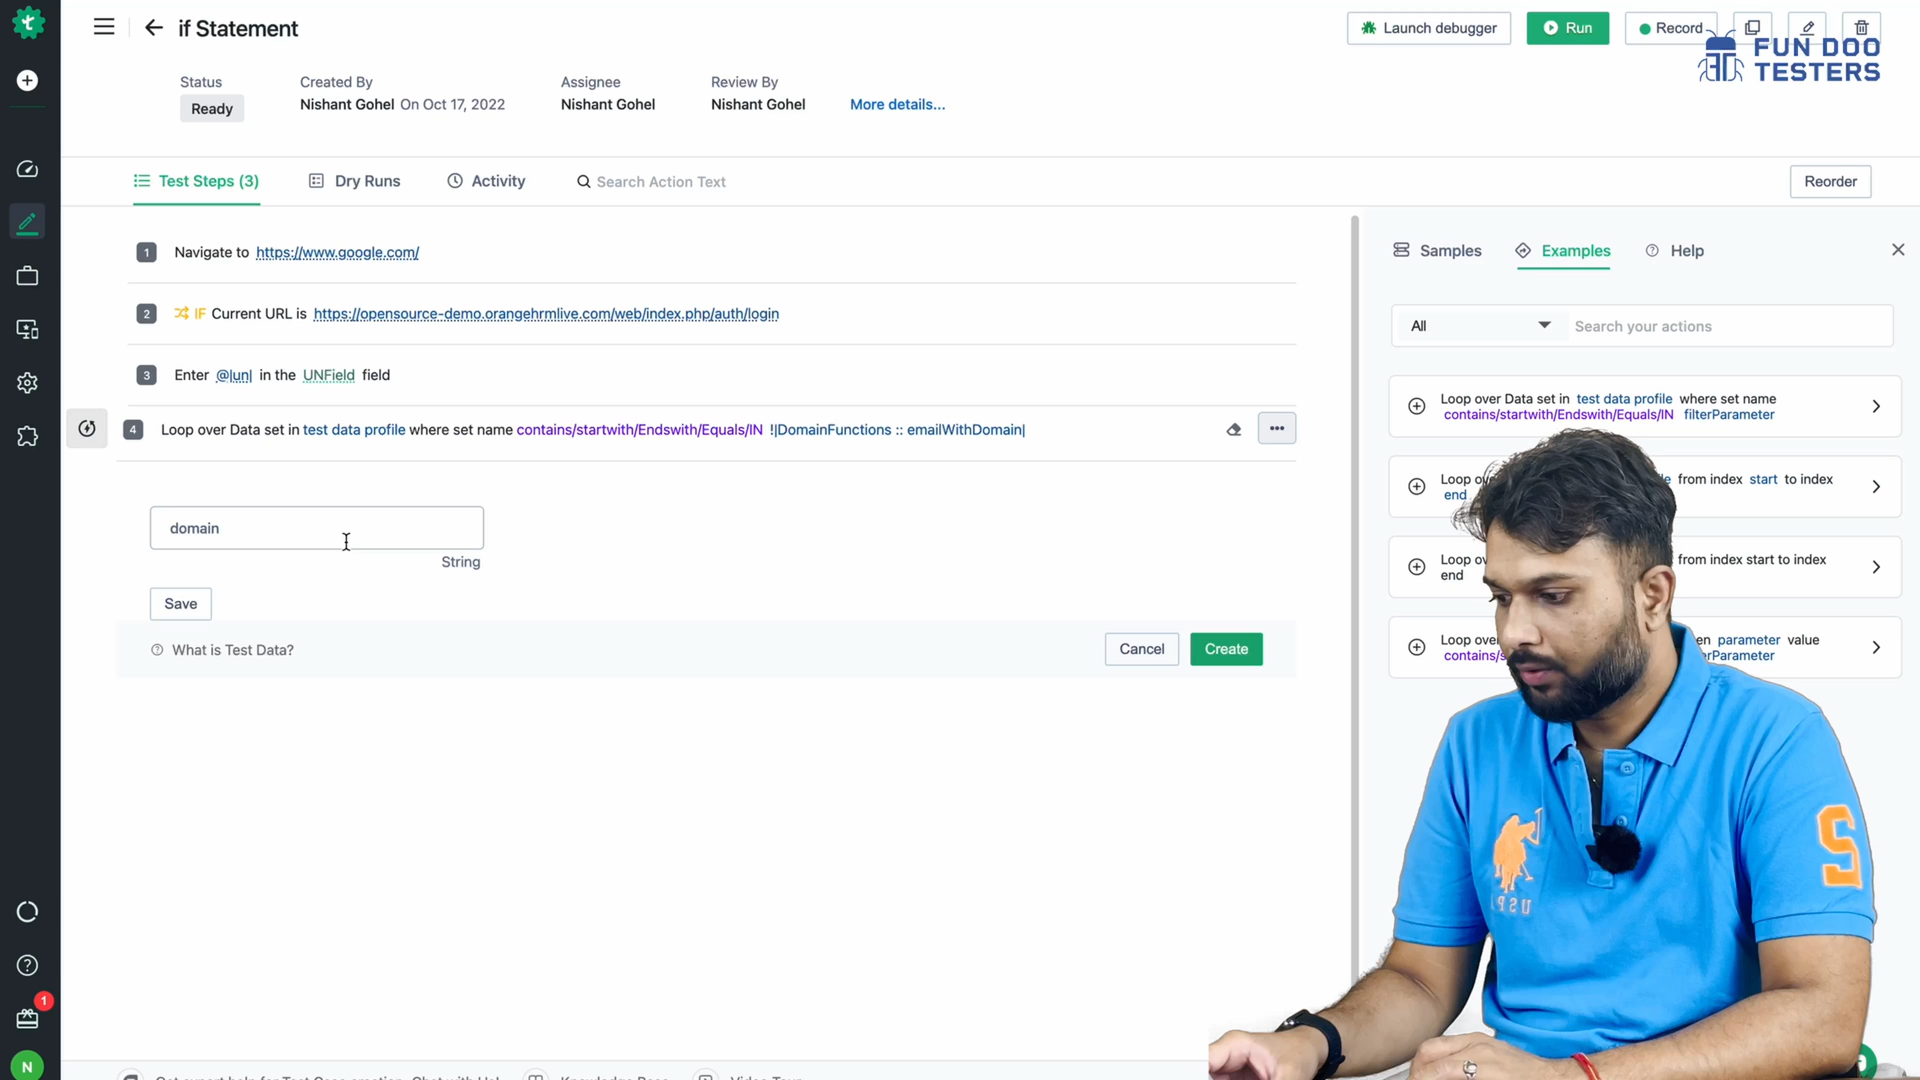 if Statement
Launch debugger
Run
Record
FUN DOO
TESTERS
Status
Ready
Created By
Nishant Gohel On Oct 17, 2022
Assignee
Nishant Gohel
Review By
Nishant Gohel
More details...
Test Steps (3)
Dry Runs
Activity
Search Action Text
Reorder
1 Navigate to https://www.google.com/
2 IF Current URL is https://opensource-demo.orangehrmlive.com/web/index.php/auth/login
3 Enter @|un| in the UNField field
4 Loop over Data set in test data profile where set name contains/startwith/Endswith/Equals/IN !|DomainFunctions :: emailWithDomain|
domain
String
Save
What is Test Data?
Cancel
Create
Samples
Examples
Help
All
Search your actions
Loop over Data set in test data profile where set name
contains/startwith/Endswith/Equals/IN filterParameter
Loop from index start to index
end
Loop from index start to index
end
Loop over parameter value
contains/
1
N
S